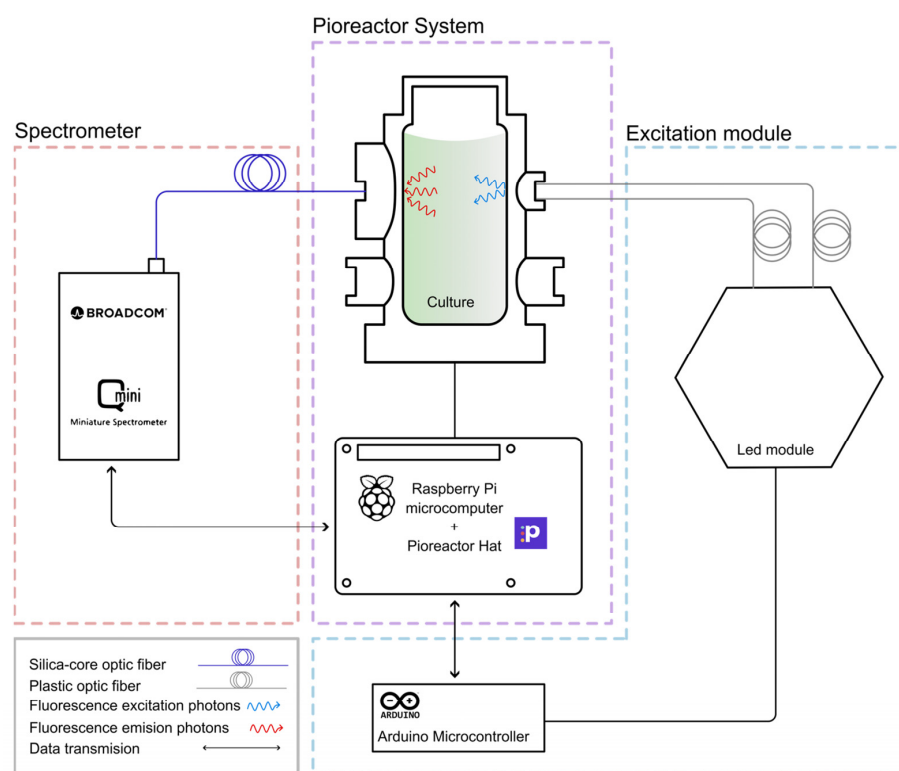 Pioreactor System
Spectrometer
Excitation module
Culture
BROADCOM
Qmini
Miniature Spectrometer
Led module
Raspberry Pi
microcomputer
+
Pioreactor Hat
p
Silica-core optic fiber
Plastic optic fiber
Fluorescence excitation photons
Fluorescence emision photons
Data transmision
ARDUINO
Arduino Microcontroller